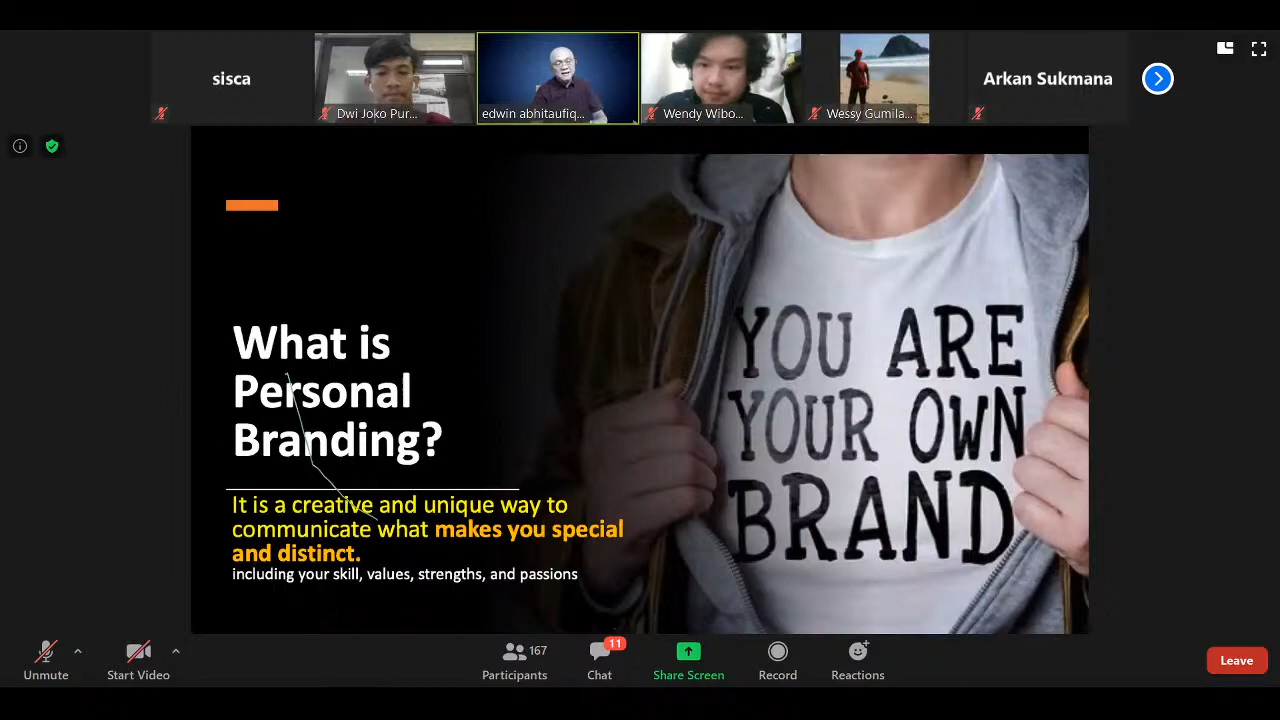 sisca
Dwi Joko Pur...
edwin abhitaufiq...
Wendy Wibo...
Wessy Gumila...
Arkan Sukmana
What is
Personal
Branding?
It is a creative and unique way to
communicate what makes you special
and distinct.
including your skill, values, strengths, and passions
YOU ARE
YOUR OWN
BRAND
Unmute
Start Video
167
Participants
11
Chat
Share Screen
Record
Reactions
Leave